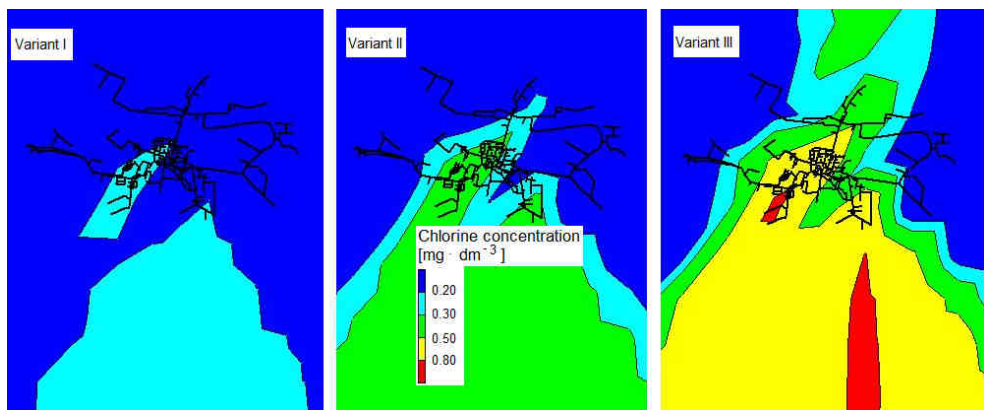 Variant I
Variant II
Variant III
Chlorine concentration
[mg · dm⁻³ ]
0.20
0.30
0.50
0.80